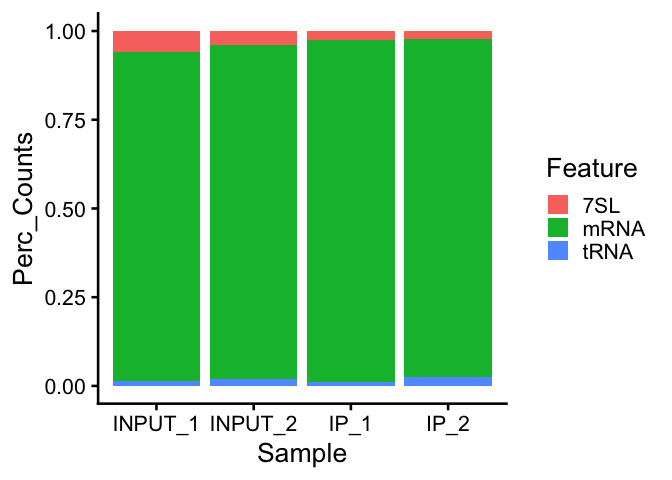 1.00
0.75
0.50
0.25
0.00
Perc_Counts
INPUT_1 INPUT_2 IP_1 IP_2
Sample
Feature
7SL
mRNA
tRNA